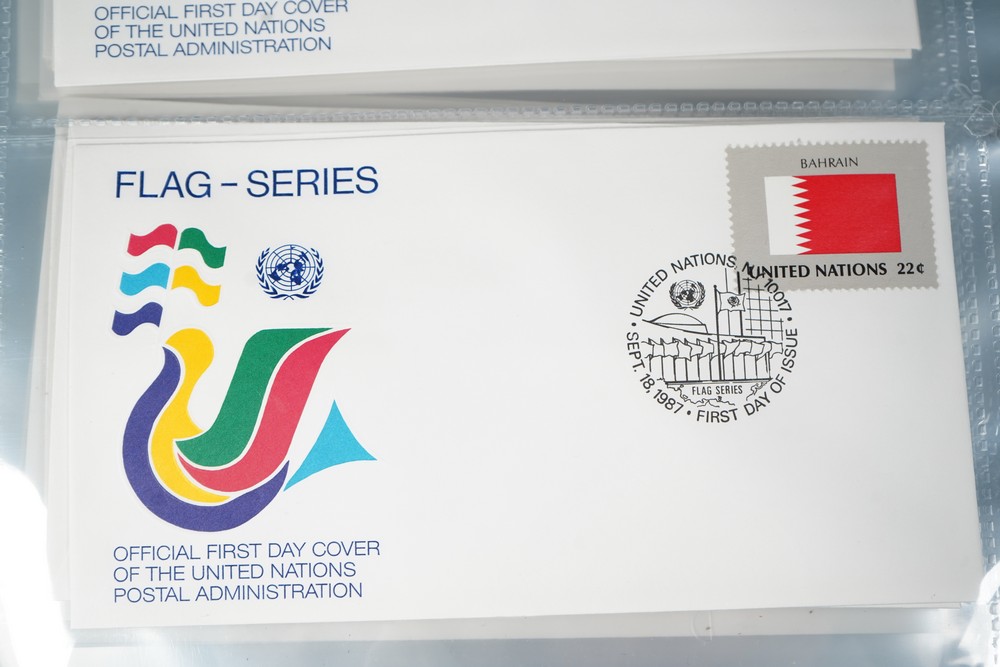 OFFICIAL FIRST DAY COVER
OF THE UNITED NATIONS
POSTAL ADMINISTRATION
FLAG – SERIES
BAHRAIN
UNITED NATIONS 22¢
UNITED NATIONS, NY 10017 •
SEPT. 18, 1987 • FIRST DAY OF ISSUE •
FLAG SERIES
OFFICIAL FIRST DAY COVER
OF THE UNITED NATIONS
POSTAL ADMINISTRATION